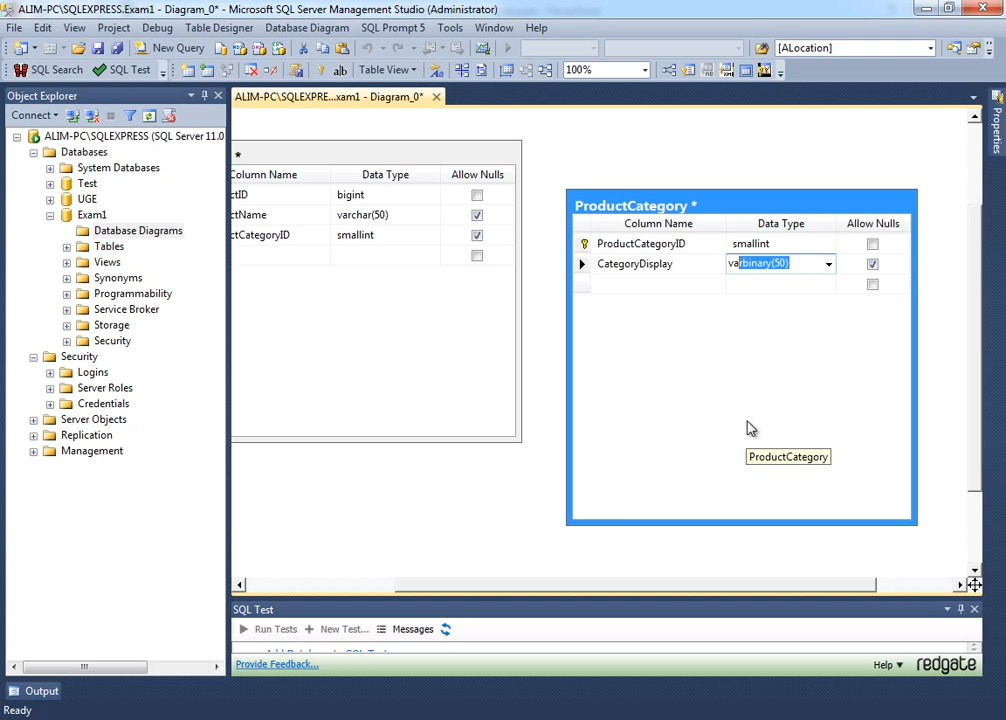 ALIM-PC\SQLEXPRESS.Exam1 - Diagram_0* - Microsoft SQL Server Management Studio (Administrator)
File Edit View Project Debug Table Designer Database Diagram SQL Prompt 5 Tools Window Help
New Query [ALocation]
SQL Search SQL Test Table View 100%
Object Explorer
ALIM-PC\SQLEXPRE...xam1 - Diagram_0*
Properties
Connect
ALIM-PC\SQLEXPRESS (SQL Server 11.0
Databases
System Databases
Test
UGE
Exam1
Database Diagrams
Tables
Views
Synonyms
Programmability
Service Broker
Storage
Security
Security
Logins
Server Roles
Credentials
Server Objects
Replication
Management
*
Column Name Data Type Allow Nulls
ctID bigint
ctName varchar(50)
ctCategoryID smallint
ProductCategory *
Column Name Data Type Allow Nulls
ProductCategoryID smallint
CategoryDisplay varbinary(50)
ProductCategory
SQL Test
Run Tests New Test... Messages
Provide Feedback...
Help redgate
Output
Ready